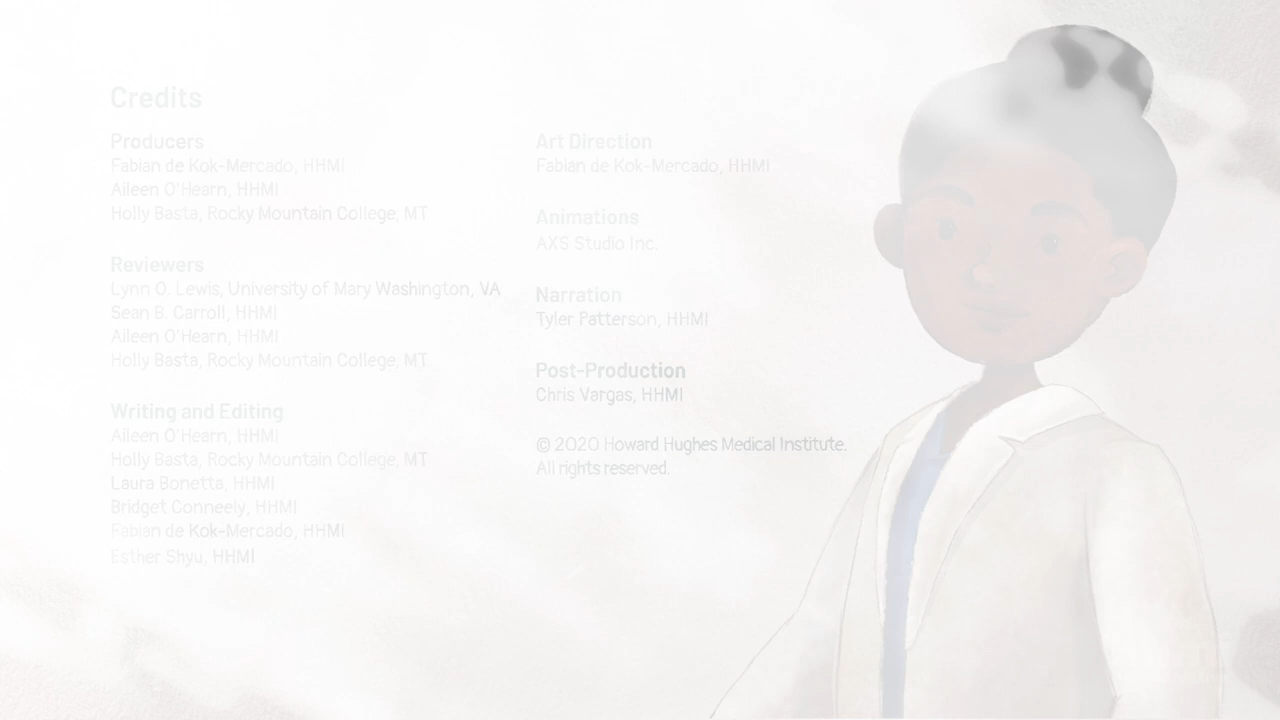 Credits
Producers
Fabian de Kok-Mercado, HHMI
Aileen O'Hearn, HHMI
Holly Basta, Rocky Mountain College, MT
Reviewers
Lynn O. Lewis, University of Mary Washington, VA
Sean B. Carroll, HHMI
Aileen O'Hearn, HHMI
Holly Basta, Rocky Mountain College, MT
Writing and Editing
Aileen O'Hearn, HHMI
Holly Basta, Rocky Mountain College, MT
Laura Bonetta, HHMI
Bridget Conneely, HHMI
Fabian de Kok-Mercado, HHMI
Esther Shyu, HHMI
Art Direction
Fabian de Kok-Mercado, HHMI
Animations
AXS Studio Inc.
Narration
Tyler Patterson, HHMI
Post-Production
Chris Vargas, HHMI
© 2020 Howard Hughes Medical Institute.
All rights reserved.